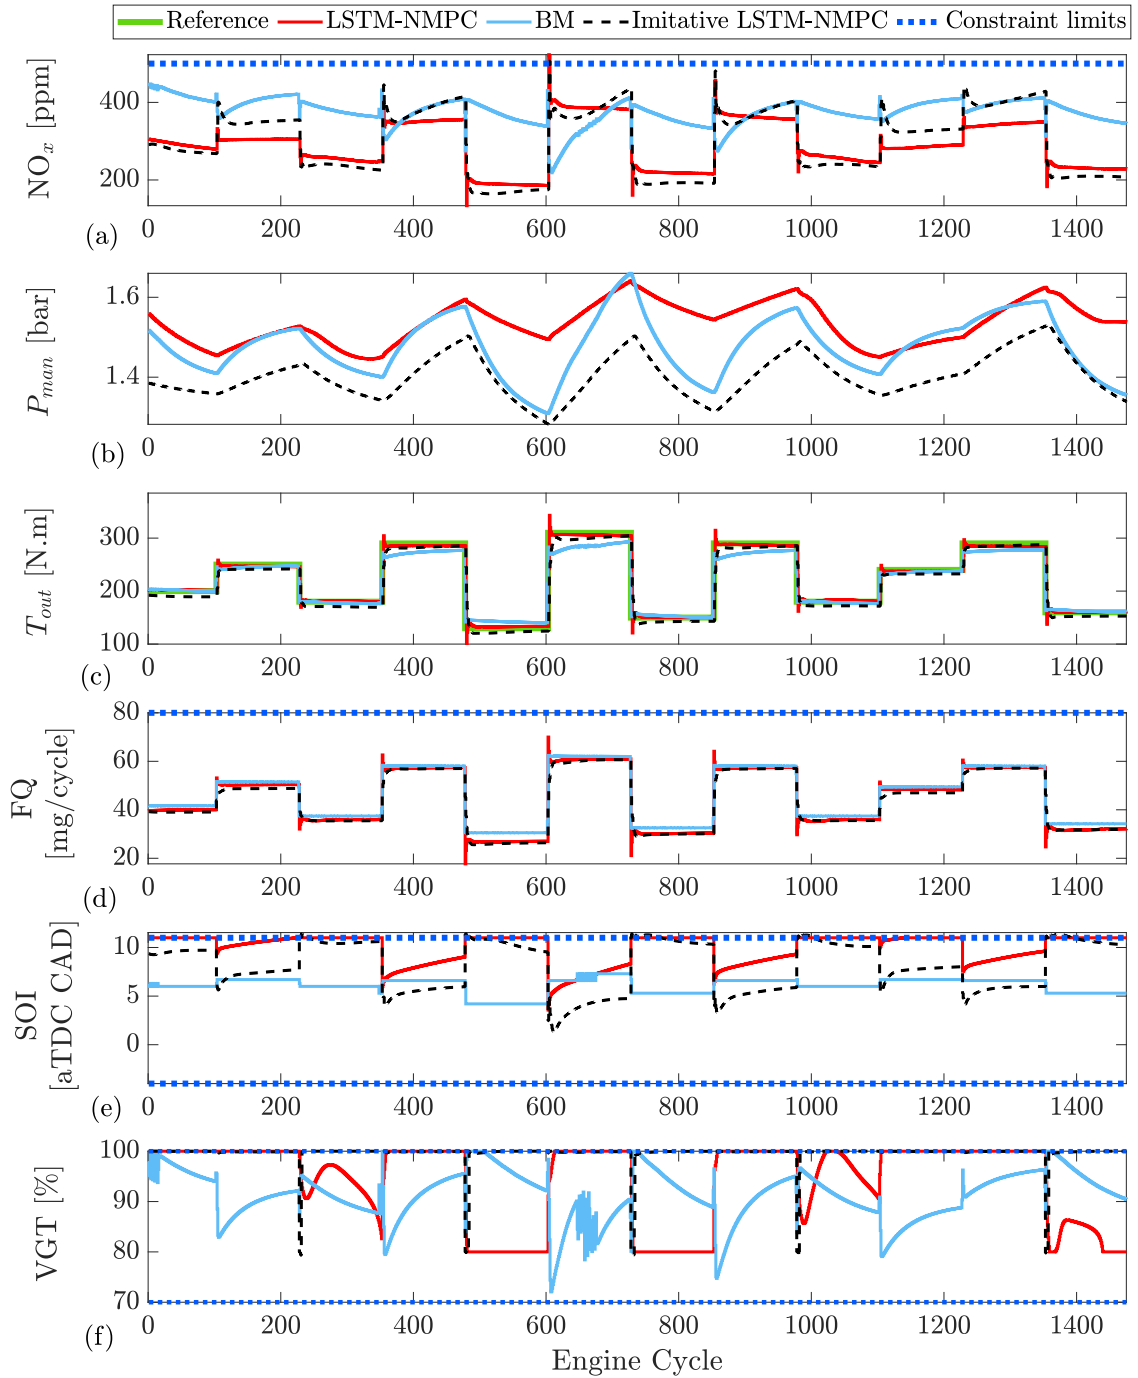 Reference LSTM-NMPC BM Imitative LSTM-NMPC Constraint limits
NOx [ppm]
400
200
0 200 400 600 800 1000 1200 1400
(a)
Pman [bar]
1.6
1.4
0 200 400 600 800 1000 1200 1400
(b)
Tout [N.m]
300
200
100
0 200 400 600 800 1000 1200 1400
(c)
FQ
[mg/cycle]
80
60
40
20
0 200 400 600 800 1000 1200 1400
(d)
SOI
[aTDC CAD]
10
5
0
0 200 400 600 800 1000 1200 1400
(e)
VGT [%]
100
90
80
70
0 200 400 600 800 1000 1200 1400
(f)
Engine Cycle